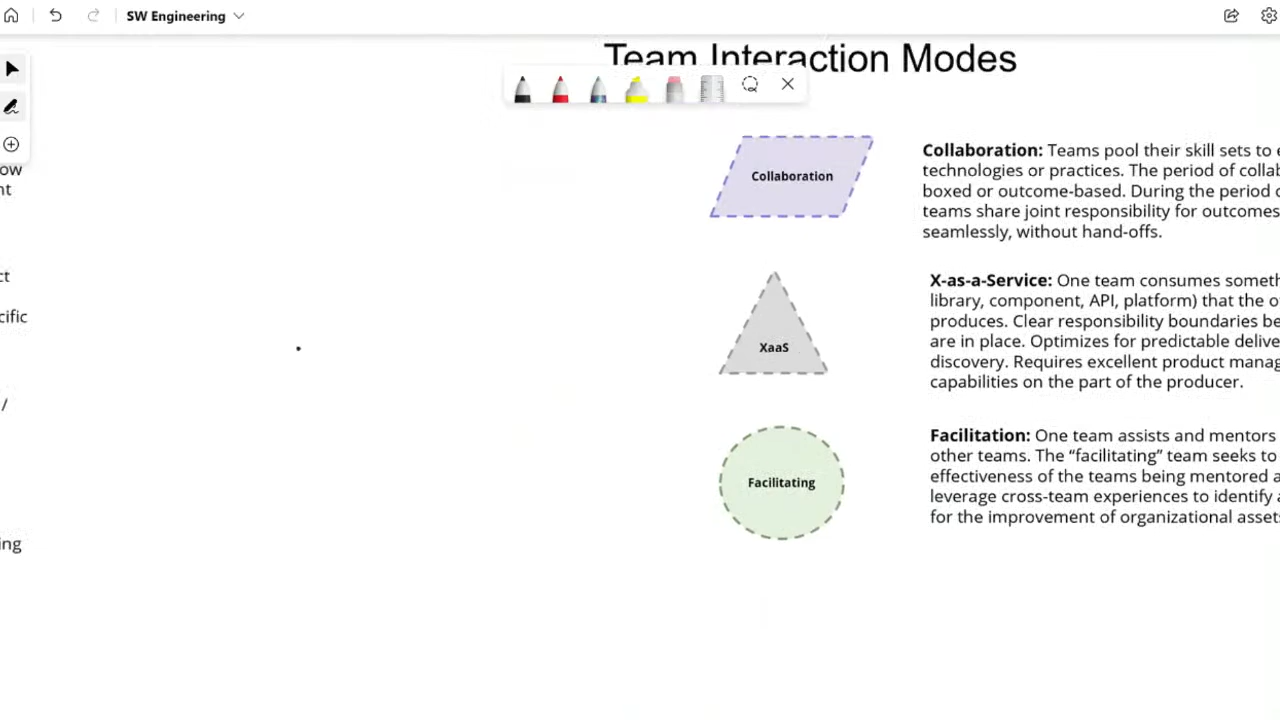 SW Engineering
Team Interaction Modes
ow
nt
ct
cific
/
ing
Collaboration
Collaboration: Teams pool their skill sets to e
technologies or practices. The period of collab
boxed or outcome-based. During the period o
teams share joint responsibility for outcomes
seamlessly, without hand-offs.
XaaS
X-as-a-Service: One team consumes someth
library, component, API, platform) that the o
produces. Clear responsibility boundaries be
are in place. Optimizes for predictable delive
discovery. Requires excellent product manag
capabilities on the part of the producer.
Facilitating
Facilitation: One team assists and mentors
other teams. The “facilitating” team seeks to
effectiveness of the teams being mentored a
leverage cross-team experiences to identify a
for the improvement of organizational assets